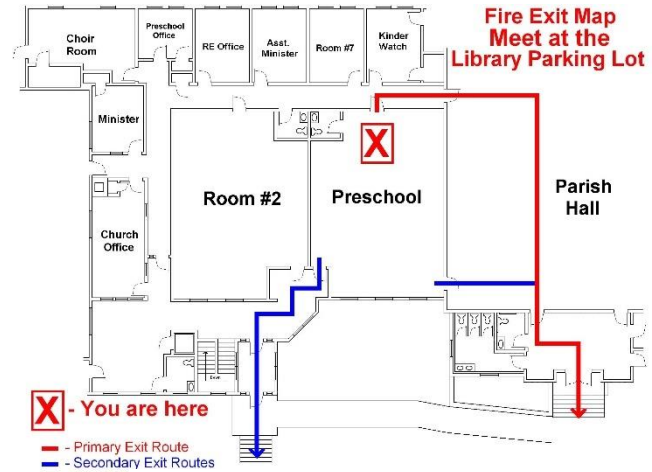 Fire Exit Map
Meet at the
Library Parking Lot
Choir
Room
Preschool
Office
RE Office
Asst.
Minister
Room #7
Kinder
Watch
Minister
X
Room #2
Preschool
Parish
Hall
Church
Office
Down
X - You are here
- Primary Exit Route
- Secondary Exit Routes